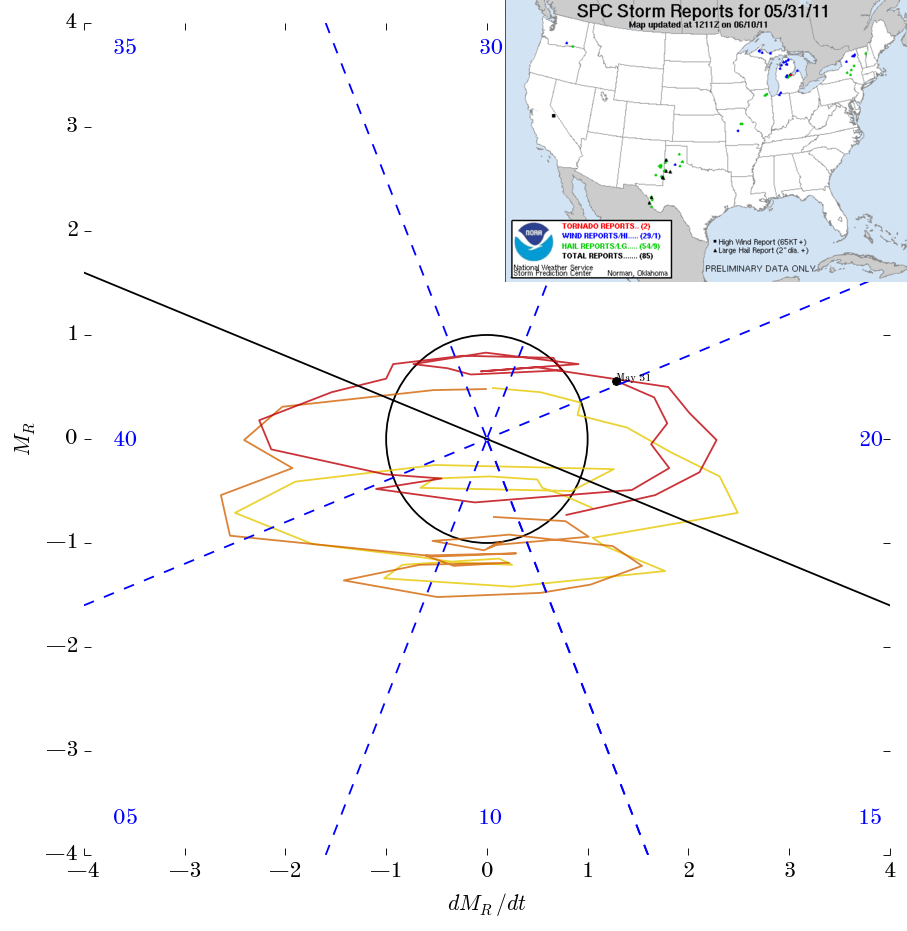 SPC Storm Reports for 05/31/11
Map updated at 1211Z on 06/10/11
TORNADO REPORTS.. (2)
WIND REPORTS/HI..... (29/1)
HAIL REPORTS/LG..... (54/9)
TOTAL REPORTS....... (85)
NOAA
National Weather Service
Storm Prediction Center
Norman, Oklahoma
High Wind Report (65KT +)
Large Hail Report (2" dia. +)
PRELIMINARY DATA ONLY
4
35
30
3
2
1
May 31
0
40
20
M_R
−1
−2
−3
05
10
15
−4
−4 −3 −2 −1 0 1 2 3 4
dM_R/dt